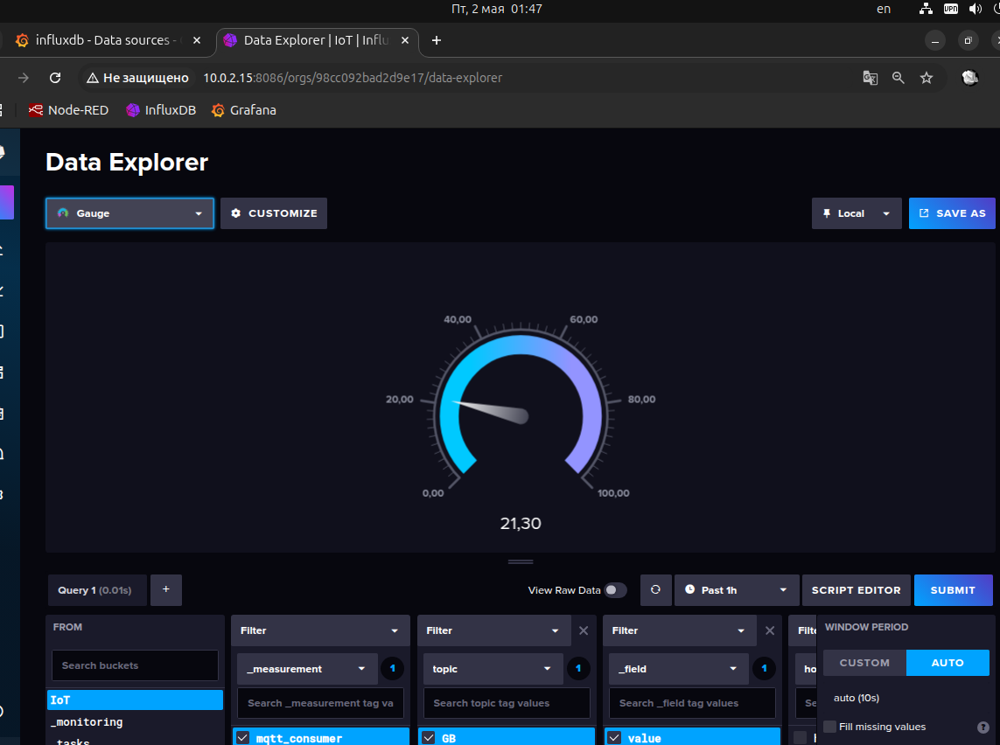 Пт, 2 мая 01:47
en
VPN
influxdb - Data sources -
Data Explorer | IoT | Influ
Не защищено
10.0.2.15:8086/orgs/98cc092bad2d9e17/data-explorer
Node-RED
InfluxDB
Grafana
Data Explorer
Gauge
CUSTOMIZE
Local
SAVE AS
40,00
60,00
20,00
80,00
0,00
100,00
21,30
Query 1 (0.01s)
+
View Raw Data
Past 1h
SCRIPT EDITOR
SUBMIT
FROM
Search buckets
IoT
_monitoring
_tasks
Filter
_measurement
1
Search _measurement tag va
mqtt_consumer
Filter
topic
1
Search topic tag values
GB
Filter
_field
1
Search _field tag values
value
Filte
ho
Se
WINDOW PERIOD
CUSTOM
AUTO
auto (10s)
Fill missing values
?